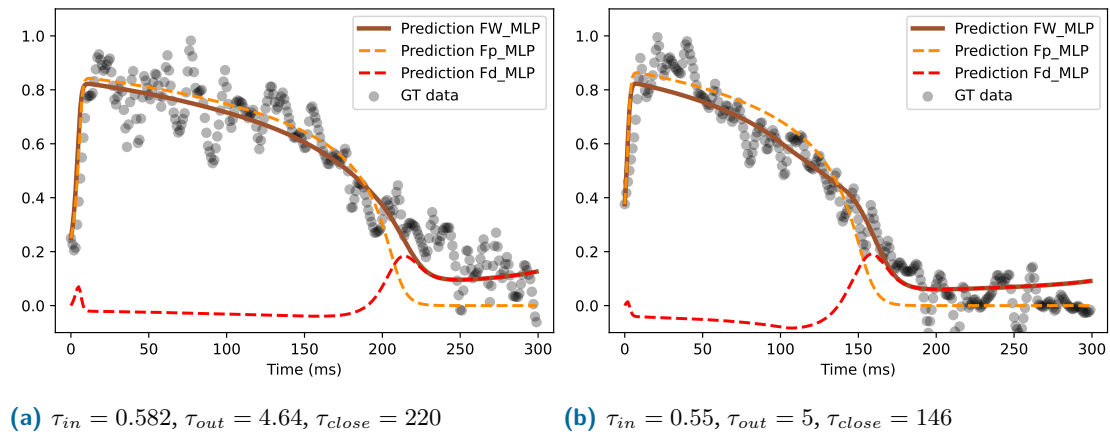 1.0
0.8
0.6
0.4
0.2
0.0
0 50 100 150 200 250 300
Time (ms)
Prediction FW_MLP
Prediction Fp_MLP
Prediction Fd_MLP
GT data
1.0
0.8
0.6
0.4
0.2
0.0
0 50 100 150 200 250 300
Time (ms)
Prediction FW_MLP
Prediction Fp_MLP
Prediction Fd_MLP
GT data
(a) τ_in = 0.582, τ_out = 4.64, τ_close = 220
(b) τ_in = 0.55, τ_out = 5, τ_close = 146